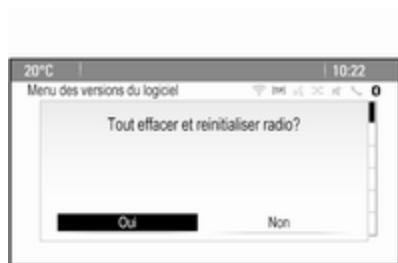 20°C 10:22
Menu des versions du logiciel
Tout effacer et reinitialiser radio?
Oui Non